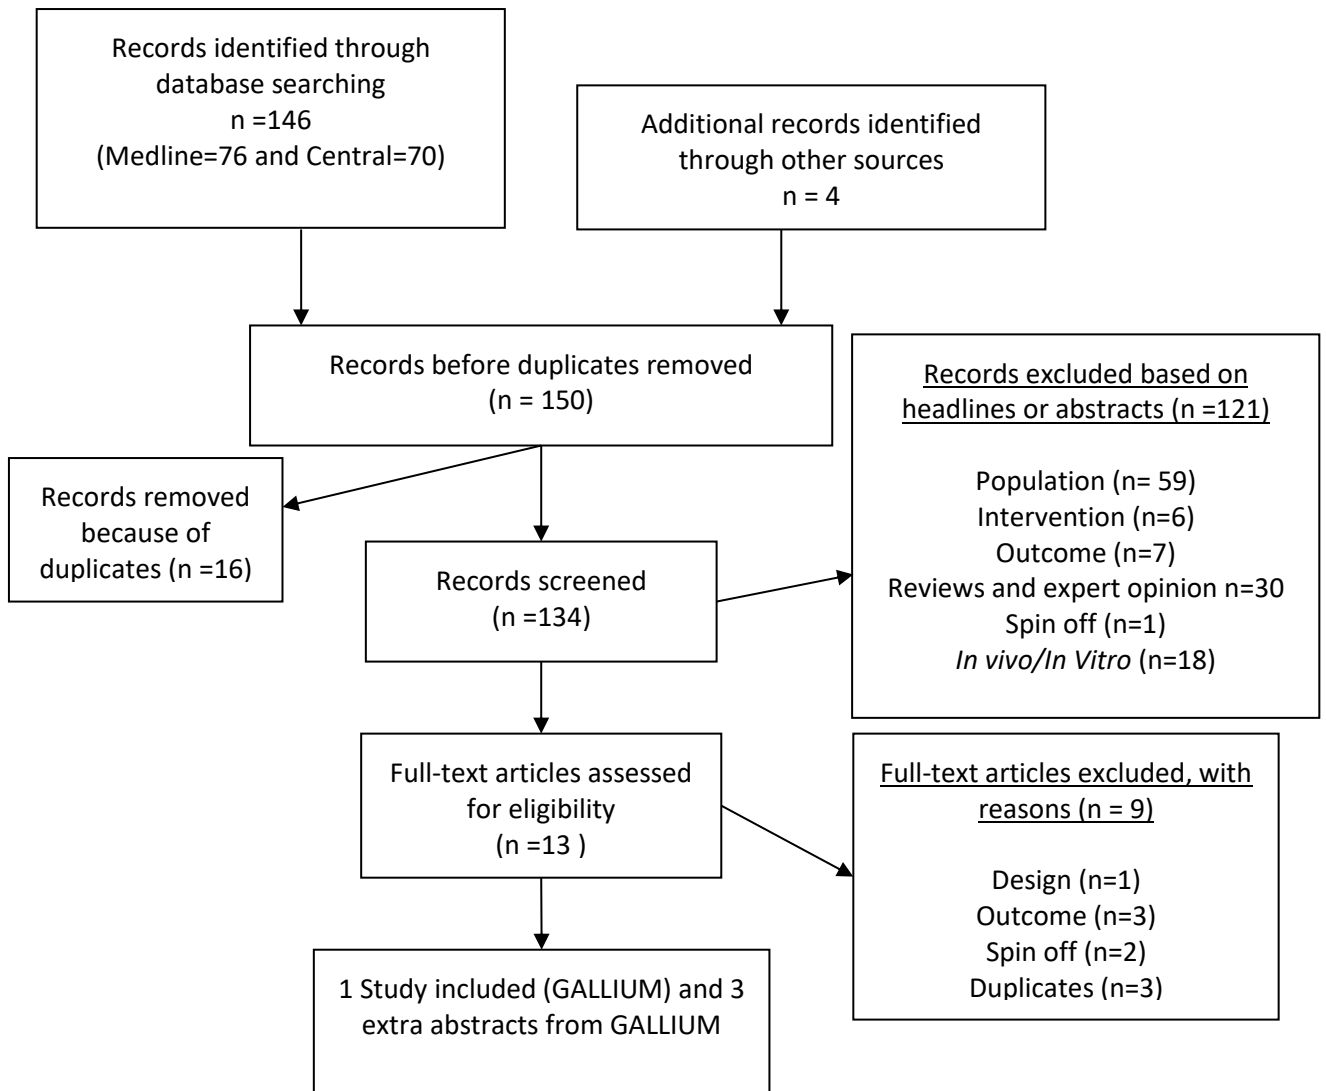 Records identified through
database searching
n =146
(Medline=76 and Central=70)
Additional records identified
through other sources
n = 4
Records before duplicates removed
(n = 150)
Records excluded based on
headlines or abstracts (n =121)
Population (n= 59)
Intervention (n=6)
Outcome (n=7)
Reviews and expert opinion n=30
Spin off (n=1)
In vivo/In Vitro (n=18)
Records removed
because of
duplicates (n =16)
Records screened
(n =134)
Full-text articles assessed
for eligibility
(n =13 )
Full-text articles excluded, with
reasons (n = 9)
Design (n=1)
Outcome (n=3)
Spin off (n=2)
Duplicates (n=3)
1 Study included (GALLIUM) and 3
extra abstracts from GALLIUM